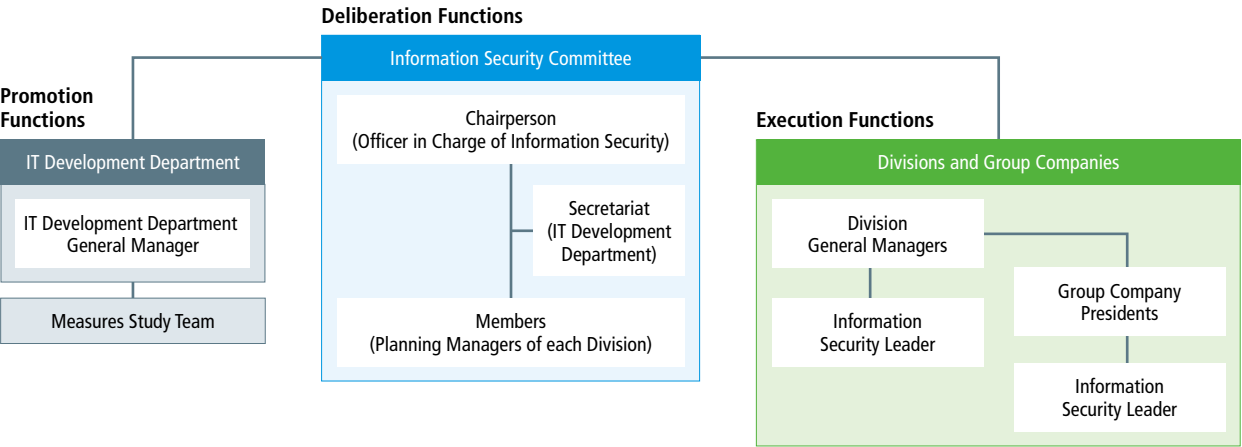 Deliberation Functions
Information Security Committee
Chairperson
(Officer in Charge of Information Security)
Secretariat
(IT Development
Department)
Members
(Planning Managers of each Division)
Promotion
Functions
IT Development Department
IT Development Department
General Manager
Measures Study Team
Execution Functions
Divisions and Group Companies
Division
General Managers
Information
Security Leader
Group Company
Presidents
Information
Security Leader